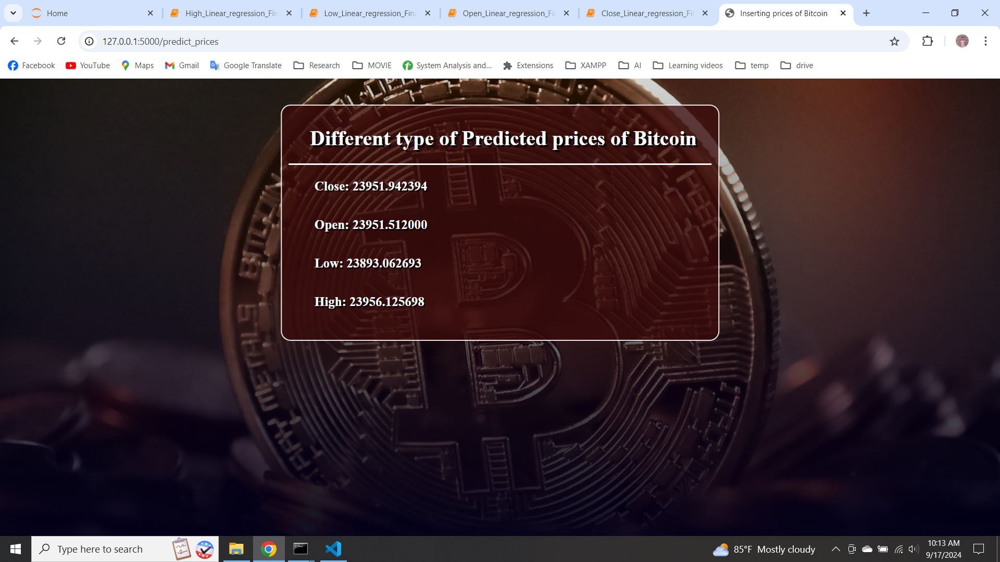 Home
High_Linear_regression_Fin
Low_Linear_regression_Fina
Open_Linear_regression_Fi
Close_Linear_regression_Fir
Inserting prices of Bitcoin
127.0.0.1:5000/predict_prices
Facebook YouTube Maps Gmail Google Translate Research MOVIE System Analysis and... Extensions XAMPP AI Learning videos temp drive
Different type of Predicted prices of Bitcoin
Close: 23951.942394
Open: 23951.512000
Low: 23893.062693
High: 23956.125698
Type here to search
85°F Mostly cloudy
10:13 AM
9/17/2024